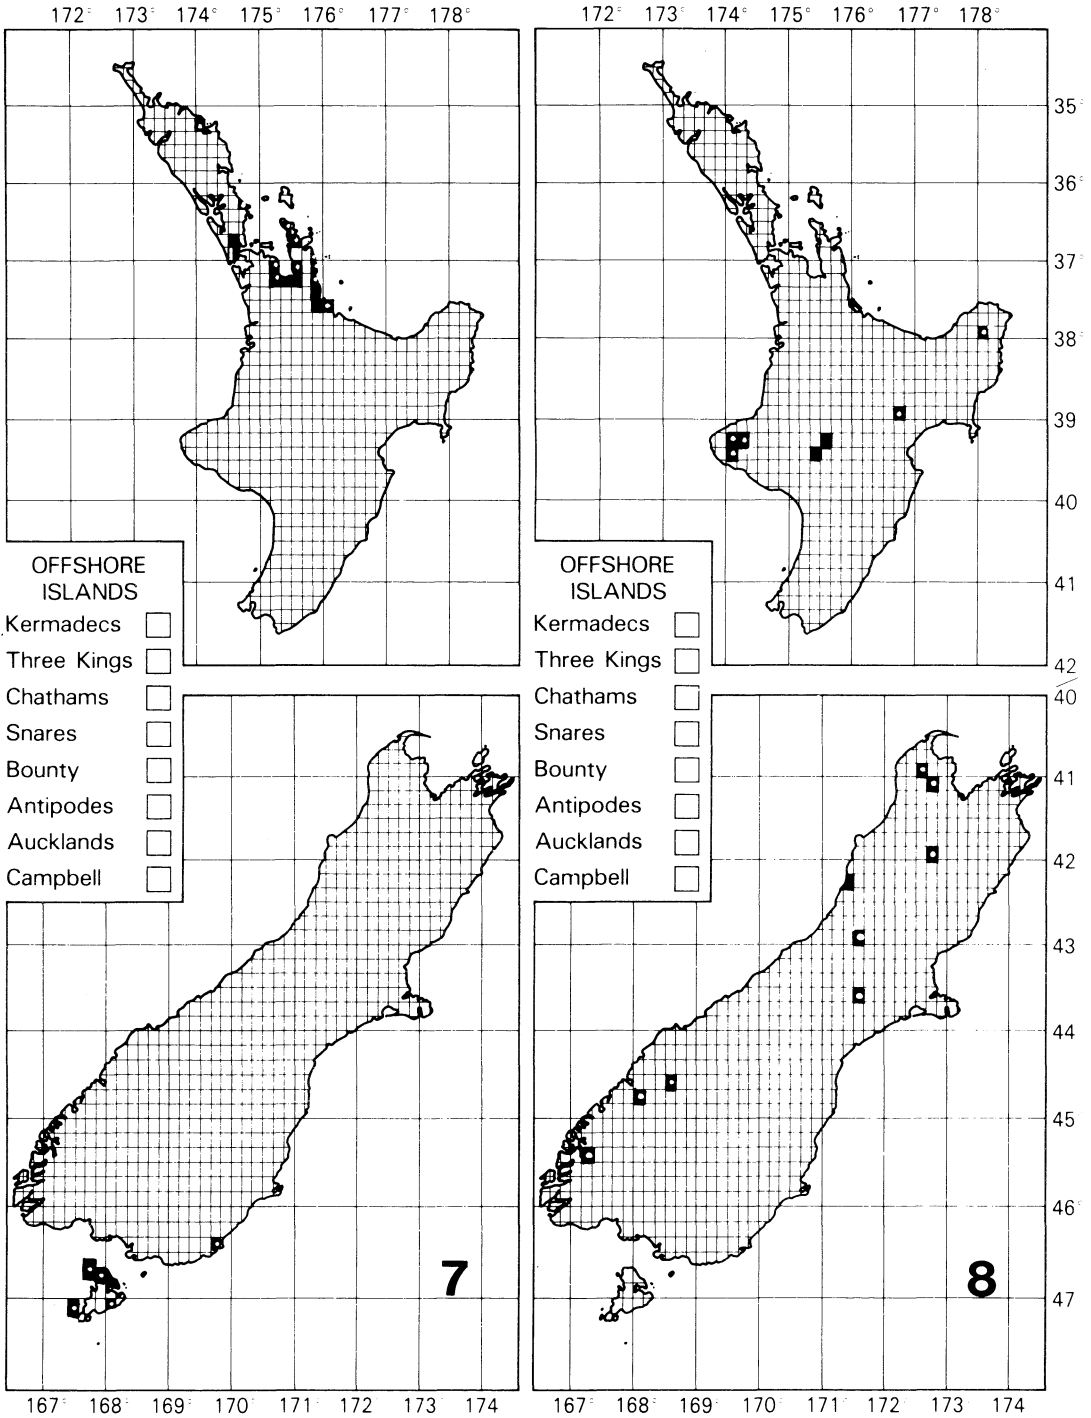 172° 173° 174° 175° 176° 177° 178°
172° 173° 174° 175° 176° 177° 178°
35°
36°
37°
38°
39
40
41
42
OFFSHORE
ISLANDS
Kermadecs
Three Kings
Chathams
Snares
Bounty
Antipodes
Aucklands
Campbell
OFFSHORE
ISLANDS
Kermadecs
Three Kings
Chathams
Snares
Bounty
Antipodes
Aucklands
Campbell
40
41
42
43
44
45
46°
47
7
8
167° 168° 169° 170 171 172 173 174
167° 168° 169 170 171 172 173 174